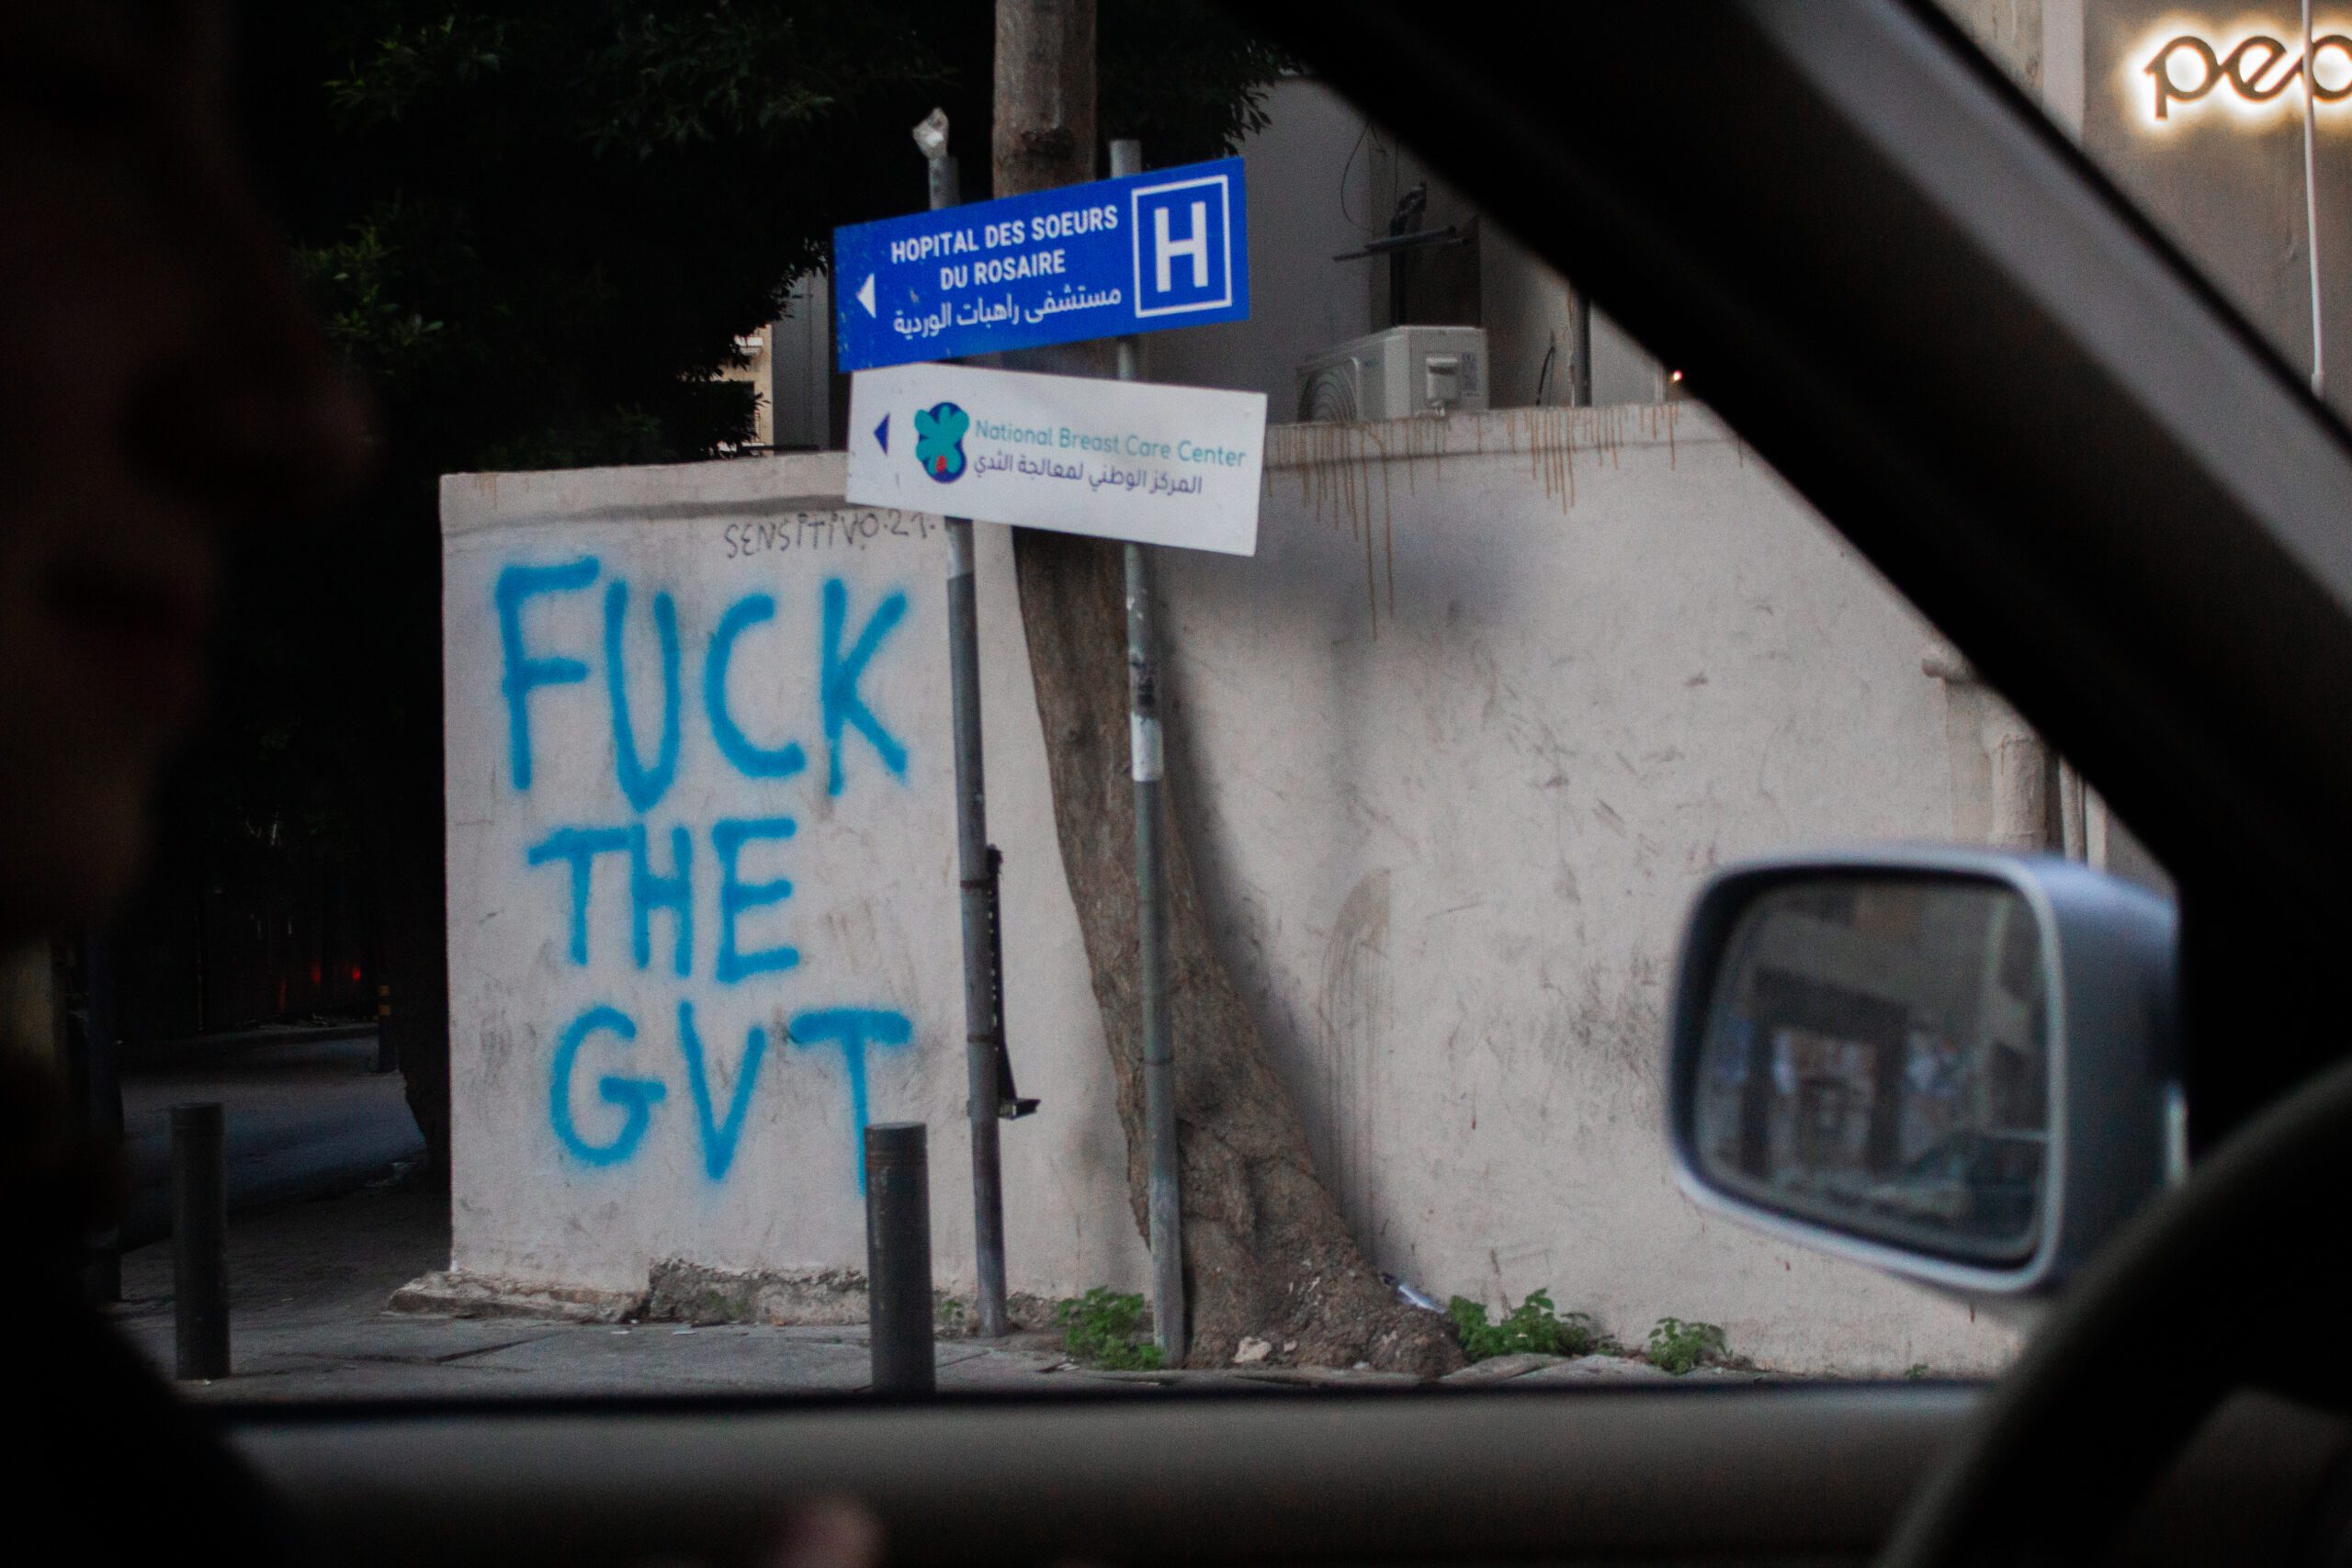 HOPITAL DES SOEURS
DU ROSAIRE
مستشفى راهبات الوردية
H
National Breast Care Center
المركز الوطني لمعالجة الثدي
SENSITIVO.21.
FUCK
THE
GVT